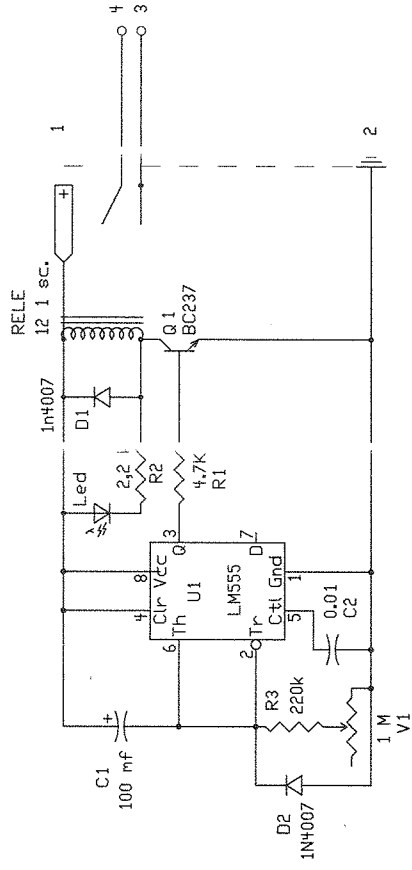 RELE
12 1 sc.
1
4
3
1n4007
D1
Led
2,2
R2
4.7K
R1
Q1
BC237
2
C1
100 mf
8
4
6
3
7
2
5
1
Clr Vcc
Th
Q
U1
LM555
D
Tr
Ctl Gnd
0.01
C2
R3
220k
1 M
V1
D2
1N4007
+
+